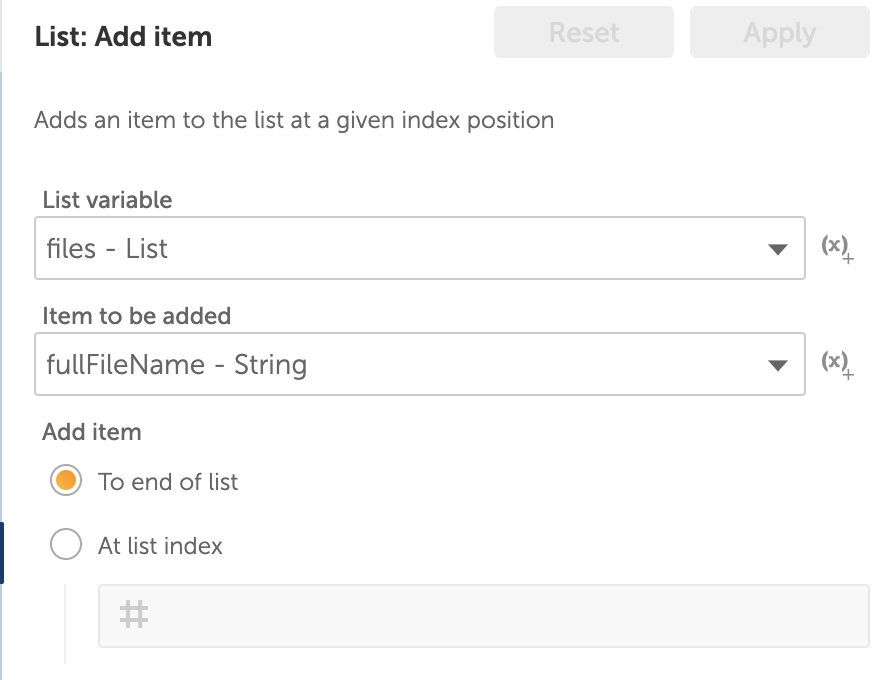 List: Add item
Reset
Apply
Adds an item to the list at a given index position
List variable
files - List
(x)+
Item to be added
fullFileName - String
(x)+
Add item
To end of list
At list index
#